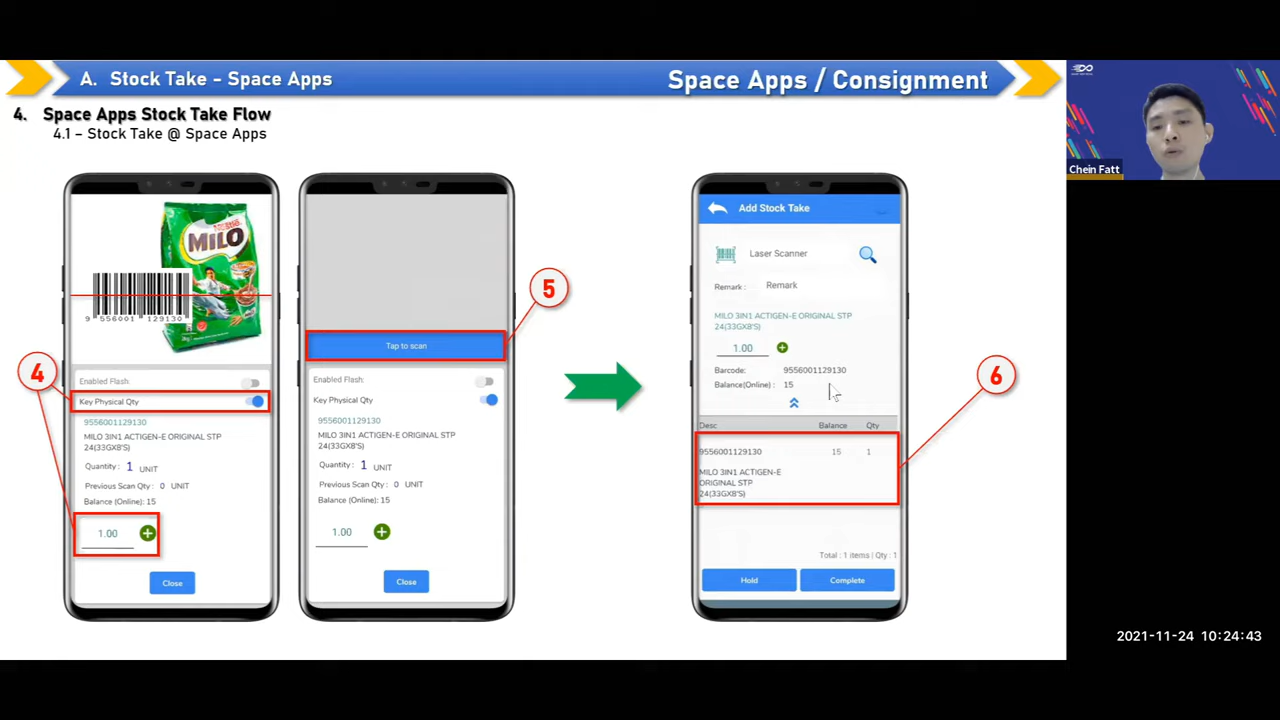 A. Stock Take - Space Apps
Space Apps / Consignment
4. Space Apps Stock Take Flow
4.1 – Stock Take @ Space Apps
MILO
9 556001 129130
Enabled Flash:
Key Physical Qty
9556001129130
MILO 3IN1 ACTIGEN-E ORIGINAL STP
24(33GX8'S)
Quantity : 1 UNIT
Previous Scan Qty : 0 UNIT
Balance (Online): 15
1.00
Close
4
Tap to scan
Enabled Flash:
Key Physical Qty
9556001129130
MILO 3IN1 ACTIGEN-E ORIGINAL STP
24(33GX8'S)
Quantity : 1 UNIT
Previous Scan Qty : 0 UNIT
Balance (Online): 15
1.00
Close
5
Add Stock Take
Laser Scanner
Remark : Remark
MILO 3IN1 ACTIGEN-E ORIGINAL STP
24(33GX8'S)
1.00
Barcode: 9556001129130
Balance(Online) : 15
Desc Balance Qty
9556001129130 15 1
MILO 3IN1 ACTIGEN-E
ORIGINAL STP
24(33GX8'S)
Total : 1 items | Qty : 1
Hold Complete
6
Chein Fatt
2021-11-24 10:24:43